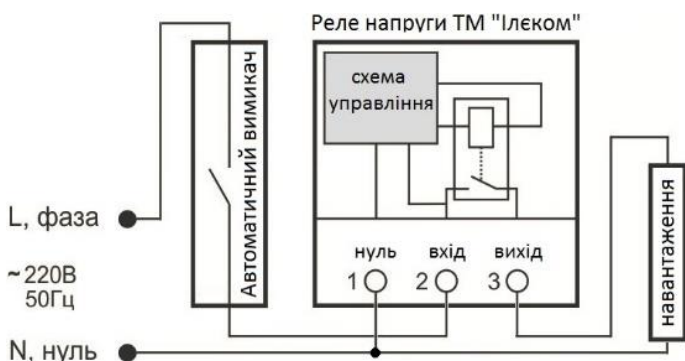 Реле напруги ТМ "Ілєком"
Автоматичний вимикач
схема
управління
L, фаза
нуль
вхід
вихід
1
2
3
~220В
50Гц
N, нуль
навантаження